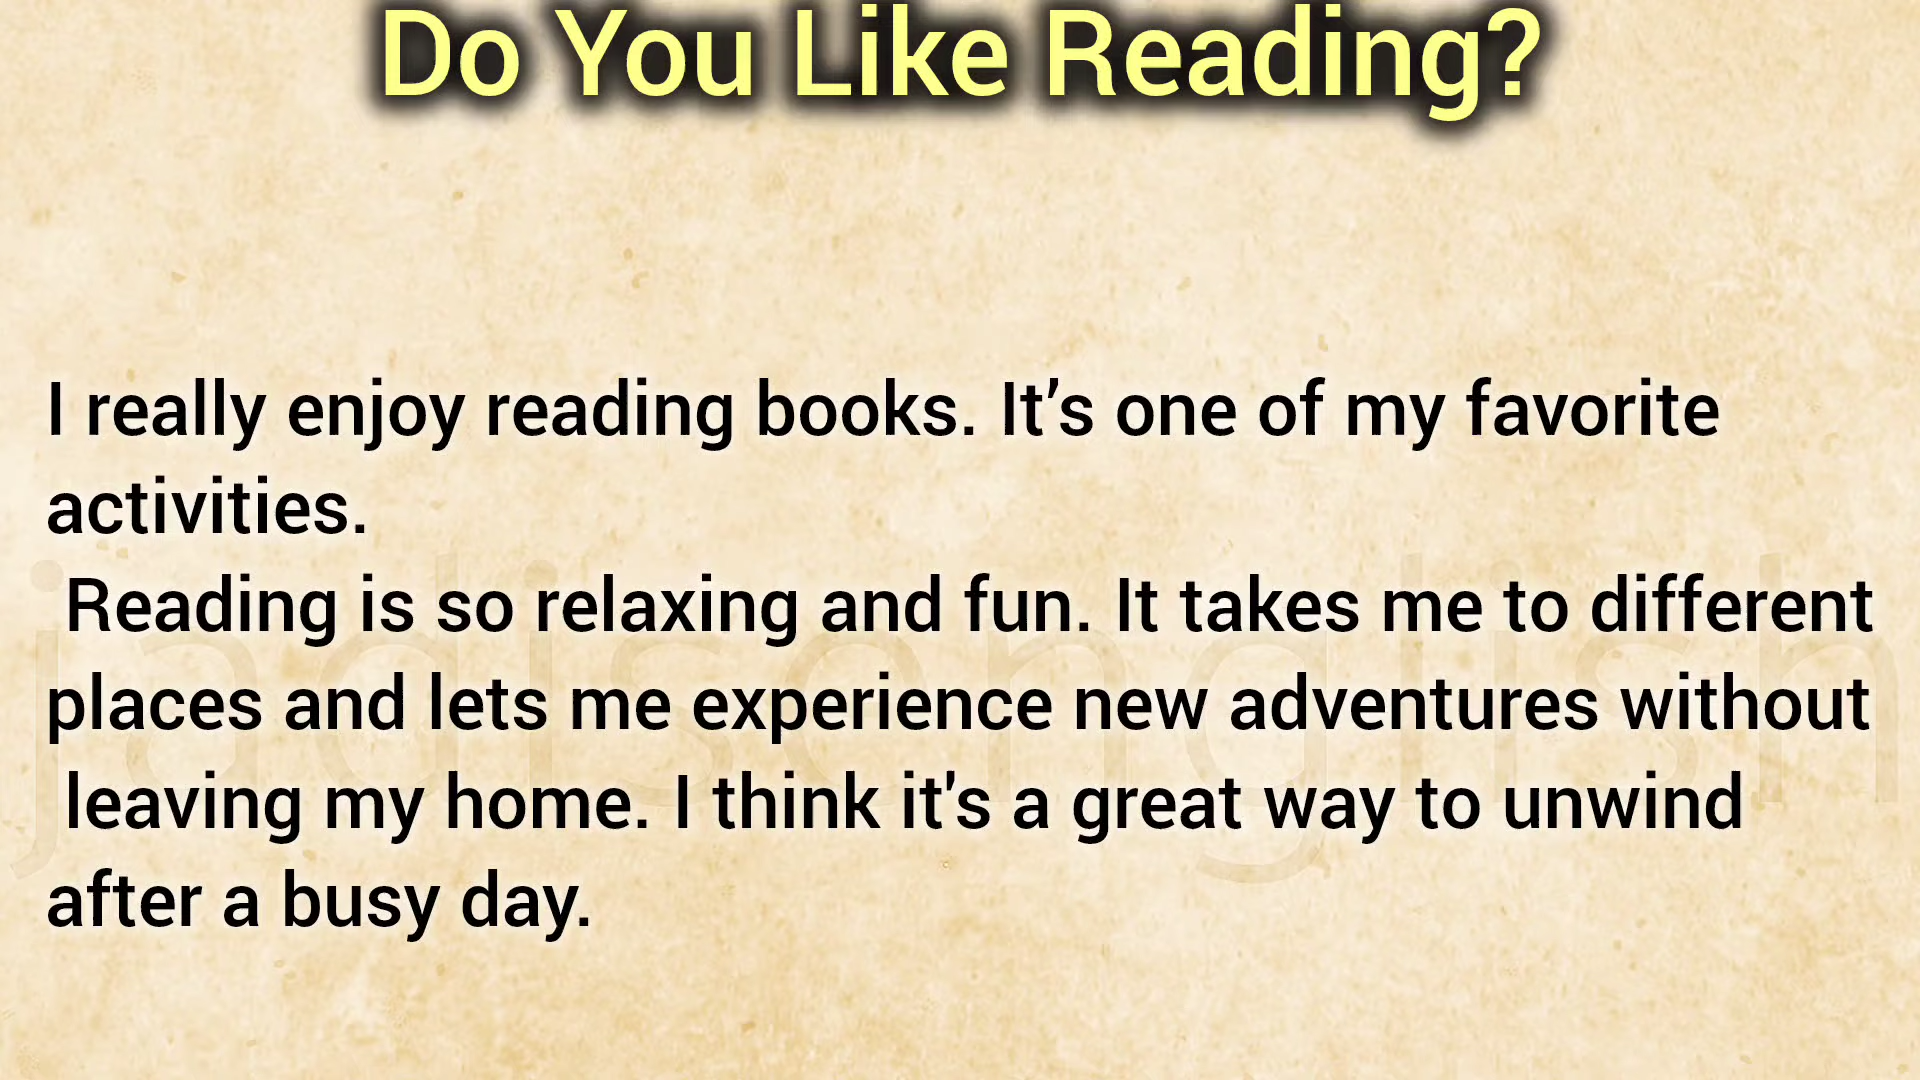 Do You Like Reading?
I really enjoy reading books. It’s one of my favorite
activities.
Reading is so relaxing and fun. It takes me to different
places and lets me experience new adventures without
leaving my home. I think it's a great way to unwind
after a busy day.
jadisenglish